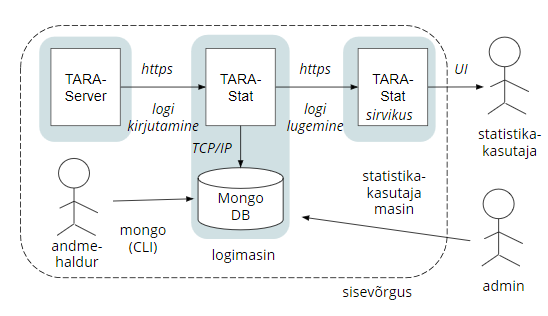 TARA-
Server
https
logi
kirjutamine
TARA-
Stat
https
logi
lugemine
TARA-
Stat
sirvikus
UI
statistika-
kasutaja
TCP/IP
Mongo
DB
logimasin
andme-
haldur
mongo
(CLI)
statistika-
kasutaja
masin
admin
sisevõrgus